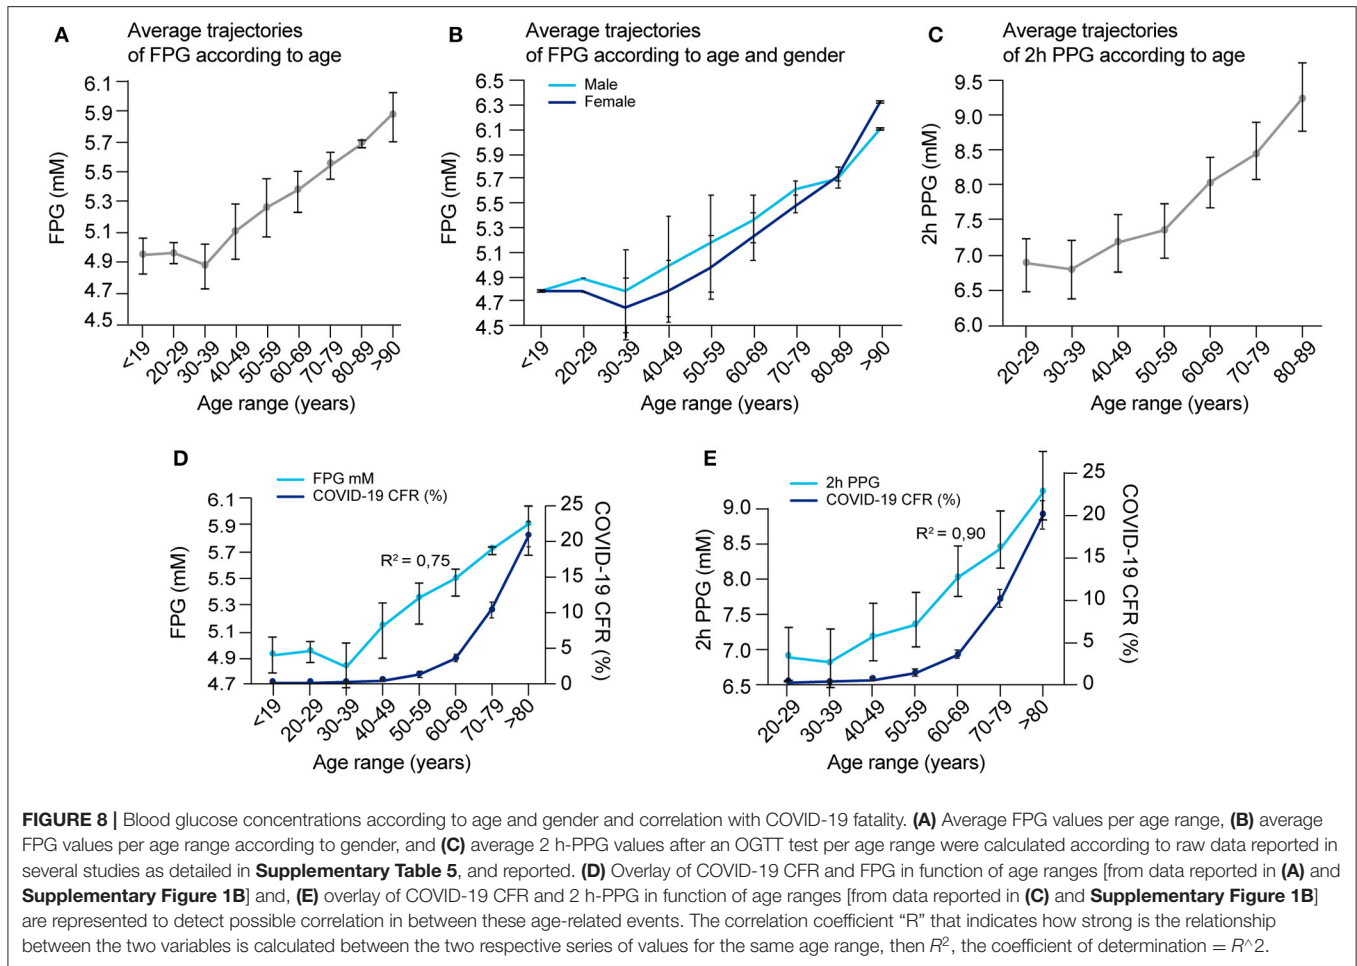 A
Average trajectories
of FPG according to age
6.1
5.9
5.7
5.5
5.3
5.1
4.9
4.7
4.5
FPG (mM)
<19
20-29
30-39
40-49
50-59
60-69
70-79
80-89
>90
Age range (years)
B
Average trajectories
of FPG according to age and gender
Male
Female
6.5
6.3
6.1
5.9
5.7
5.5
5.3
5.1
4.9
4.7
4.5
FPG (mM)
<19
20-29
30-39
40-49
50-59
60-69
70-79
80-89
>90
Age range (years)
C
Average trajectories
of 2h PPG according to age
9.5
9.0
8.5
8.0
7.5
7.0
6.5
6.0
2h PPG (mM)
20-29
30-39
40-49
50-59
60-69
70-79
80-89
Age range (years)
D
FPG mM
COVID-19 CFR (%)
6.1
5.9
5.7
5.5
5.3
5.1
4.9
4.7
FPG (mM)
R² = 0,75
25
20
15
10
5
0
COVID-19 CFR (%)
<19
20-29
30-39
40-49
50-59
60-69
70-79
>80
Age range (years)
E
2h PPG
COVID-19 CFR (%)
9.0
8.5
8.0
7.5
7.0
6.5
2h PPG (mM)
R² = 0,90
25
20
15
10
5
0
COVID-19 CFR (%)
20-29
30-39
40-49
50-59
60-69
70-79
>80
Age range (years)
FIGURE 8 | Blood glucose concentrations according to age and gender and correlation with COVID-19 fatality. (A) Average FPG values per age range, (B) average
FPG values per age range according to gender, and (C) average 2 h-PPG values after an OGTT test per age range were calculated according to raw data reported in
several studies as detailed in Supplementary Table 5, and reported. (D) Overlay of COVID-19 CFR and FPG in function of age ranges [from data reported in (A) and
Supplementary Figure 1B] and, (E) overlay of COVID-19 CFR and 2 h-PPG in function of age ranges [from data reported in (C) and Supplementary Figure 1B]
are represented to detect possible correlation in between these age-related events. The correlation coefficient “R” that indicates how strong is the relationship
between the two variables is calculated between the two respective series of values for the same age range, then R², the coefficient of determination = R^2.